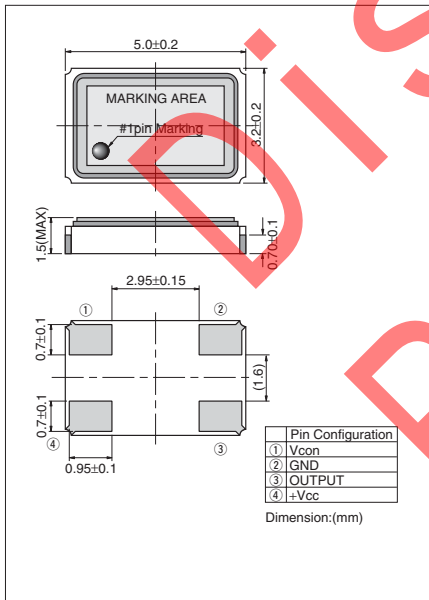 5.0±0.2
MARKING AREA
#1pin Marking
3.2±0.2
1.5(MAX)
0.70±0.1
2.95±0.15
① ②
0.7±0.1
(1.6)
0.7±0.1
④ ③
0.95±0.1
Pin Configuration
① Vcon
② GND
③ OUTPUT
④ +Vcc
Dimension:(mm)
Dis